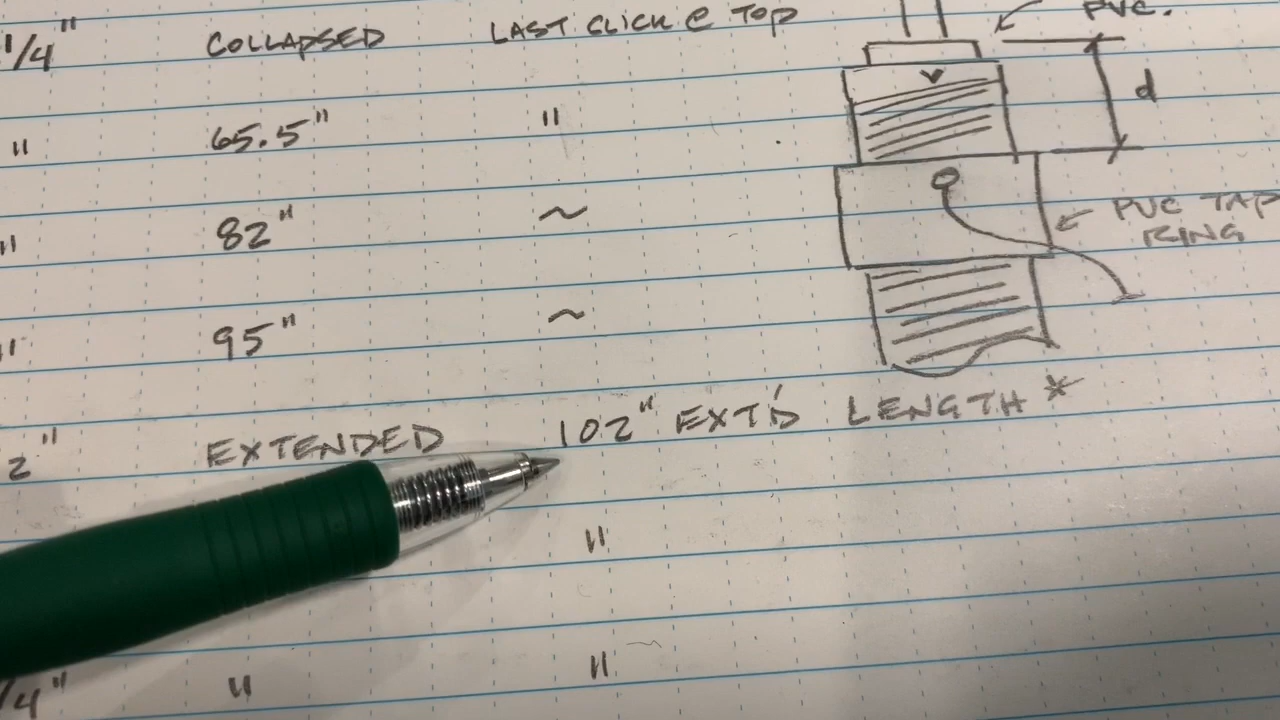 1/4" COLLAPSED LAST CLICK @ TOP
PVC.
" 65.5" "
d
" 82" ~
PVC TAP
RING
" 95" ~
2" EXTENDED 102" EXT'D LENGTH *
"
/4" " "